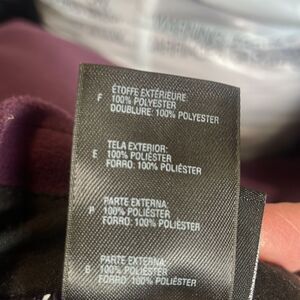 ÉTOFFE EXTÉRIEURE
F 100% POLYESTER
DOUBLURE: 100% POLYESTER
TELA EXTERIOR:
E 100% POLIÉSTER
FORRO: 100% POLIÉSTER
PARTE EXTERNA:
P 100% POLIÉSTER
FORRO: 100% POLIÉSTER
PARTE EXTERNA:
100% POLIÉSTER
FORRO: 100% POLIÉSTER